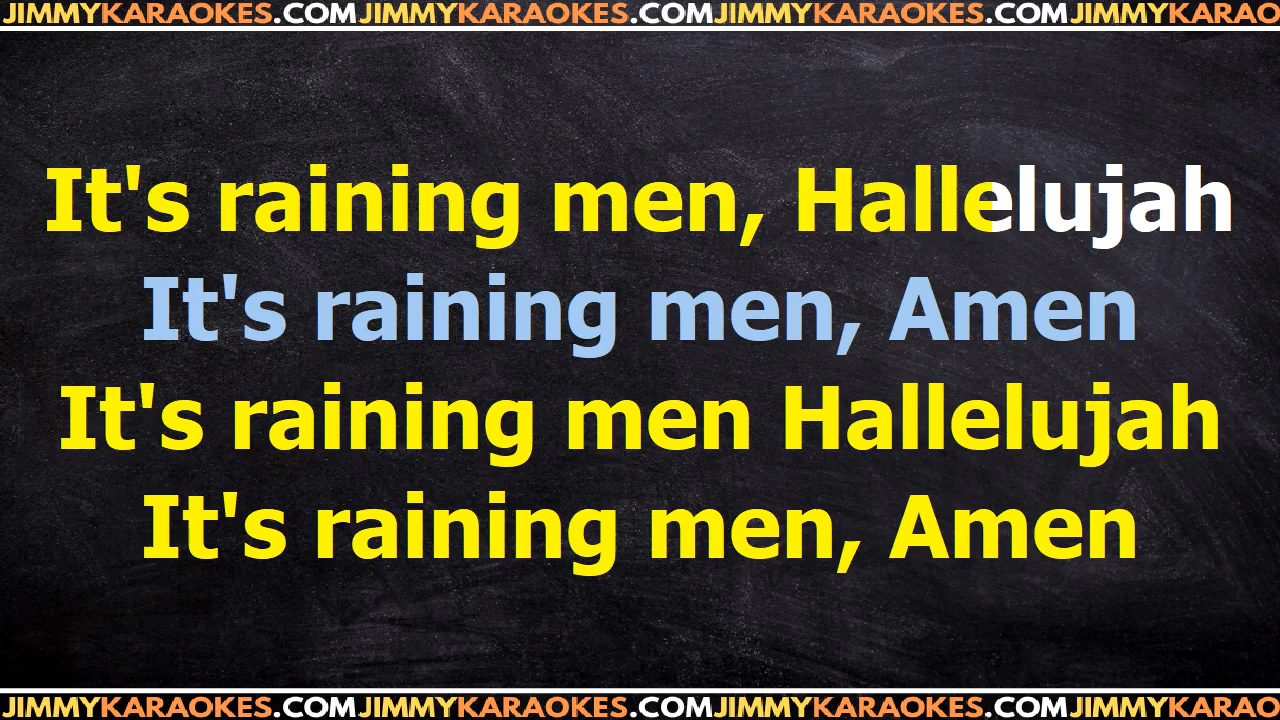 JIMMYKARAOKES.COMJIMMYKARAOKES.COMJIMMYKARAOKES.COMJIMMYKARAO
It's raining men, Hallelujah
It's raining men, Amen
It's raining men Hallelujah
It's raining men, Amen
JIMMYKARAOKES.COMJIMMYKARAOKES.COMJIMMYKARAOKES.COMJIMMYKARAO